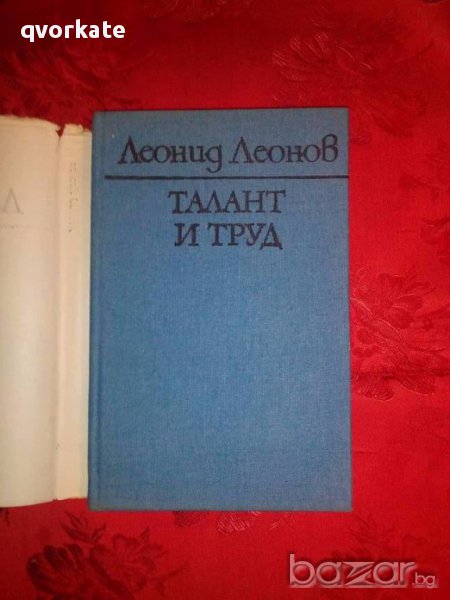 qvorkate
Леонид Леонов
ТАЛАНТ
И ТРУД
Л
bazar.bg